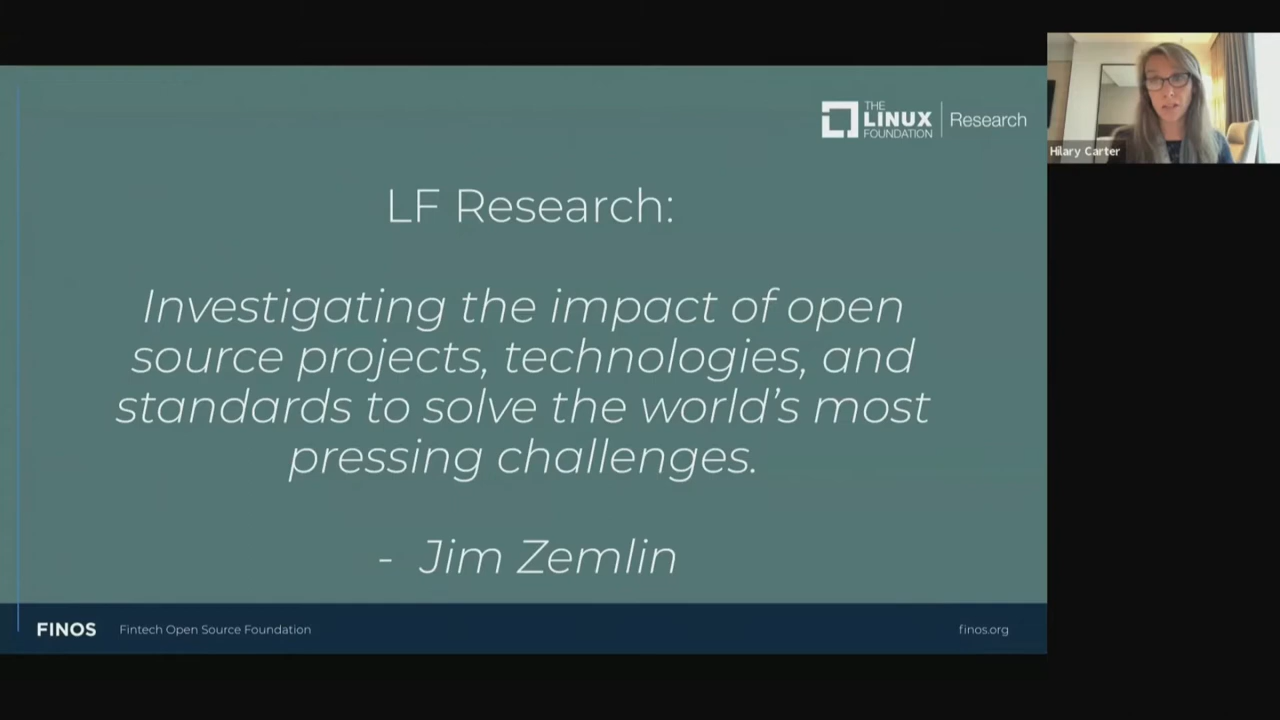 THE
LINUX
FOUNDATION
Research
Hilary Carter
LF Research:
Investigating the impact of open
source projects, technologies, and
standards to solve the world's most
pressing challenges.
- Jim Zemlin
FINOS Fintech Open Source Foundation finos.org